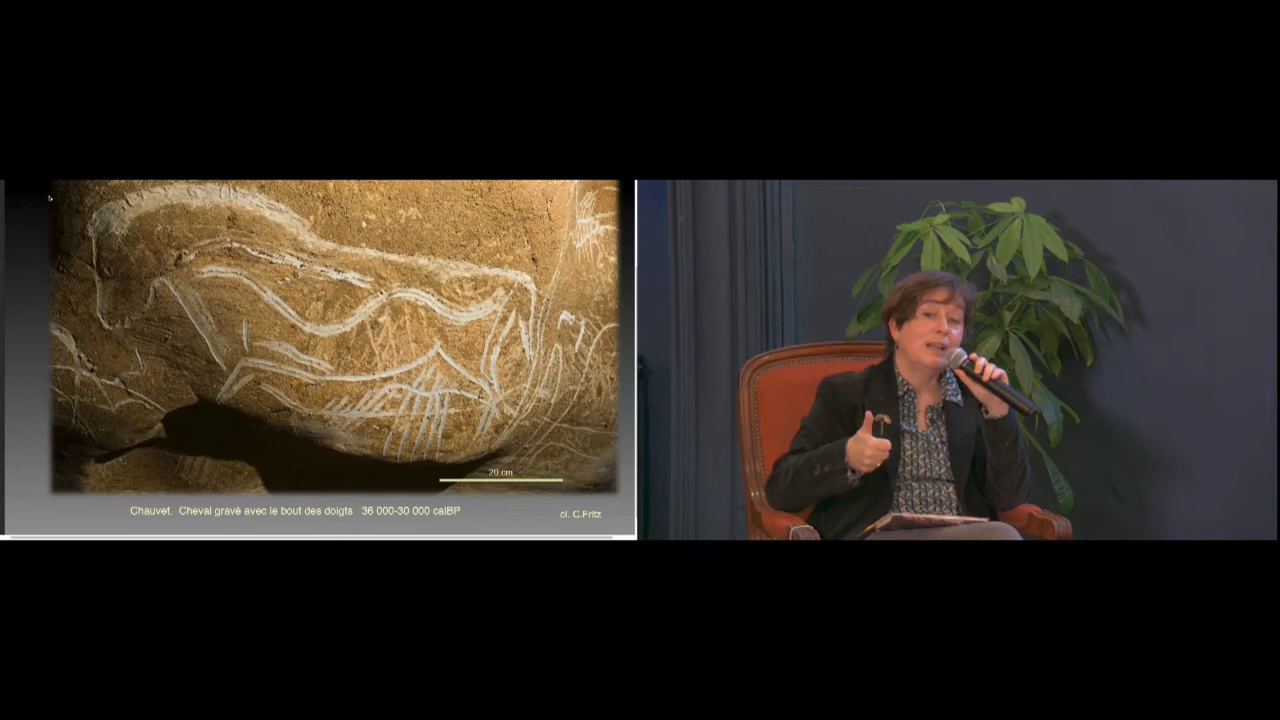 20 cm
Chauvet. Cheval gravé avec le bout des doigts 36 000-30 000 calBP
cl. C.Fritz